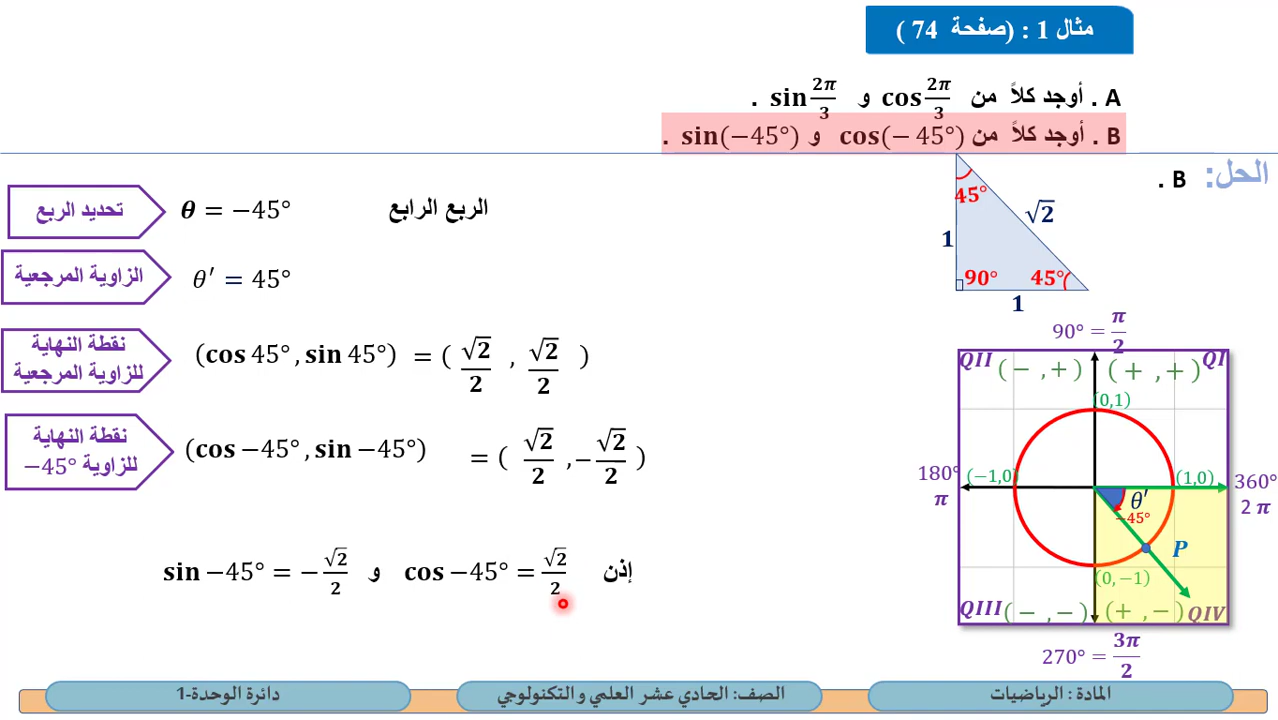 مثال 1 : (صفحة 74 )
A . أوجد كلاً من cos 2π/3 و sin 2π/3 .
B . أوجد كلاً من cos(−45°) و sin(−45°) .
الحل: B .
45°
√2
1
90°
45°
1
تحديد الربع
θ = −45°
الربع الرابع
الزاوية المرجعية
θ′ = 45°
نقطة النهاية
للزاوية المرجعية
(cos 45° , sin 45°) = ( √2/2 , √2/2 )
نقطة النهاية
للزاوية −45°
(cos −45° , sin −45°) = ( √2/2 , − √2/2 )
إذن cos −45° = √2/2 و sin −45° = − √2/2
90° = π/2
QII (− , +) (+ , +) QI
(0,1)
180° (−1,0) (1,0) 360°
π 2 π
θ′
−45°
P
(0, −1)
QIII (− , −) (+ , −) QIV
270° = 3π/2
المادة : الرياضيات
الصف: الحادي عشر العلمي والتكنولوجي
دائرة الوحدة-1